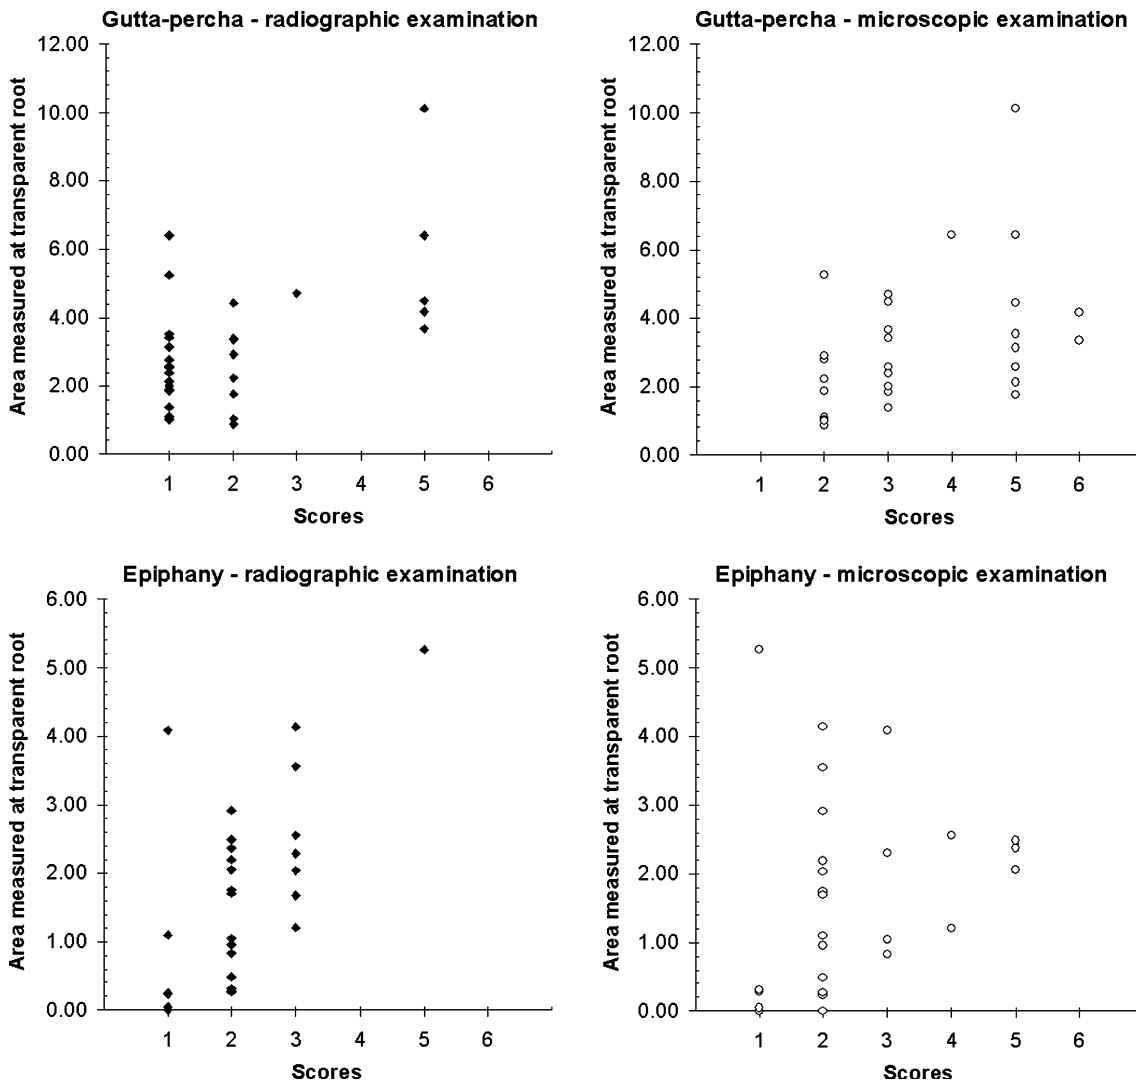 Gutta-percha - radiographic examination
Area measured at transparent root
12.00
10.00
8.00
6.00
4.00
2.00
0.00
1 2 3 4 5 6
Scores
Gutta-percha - microscopic examination
Area measured at transparent root
12.00
10.00
8.00
6.00
4.00
2.00
0.00
1 2 3 4 5 6
Scores
Epiphany - radiographic examination
Area measured at transparent root
6.00
5.00
4.00
3.00
2.00
1.00
0.00
1 2 3 4 5 6
Scores
Epiphany - microscopic examination
Area measured at transparent root
6.00
5.00
4.00
3.00
2.00
1.00
0.00
1 2 3 4 5 6
Scores